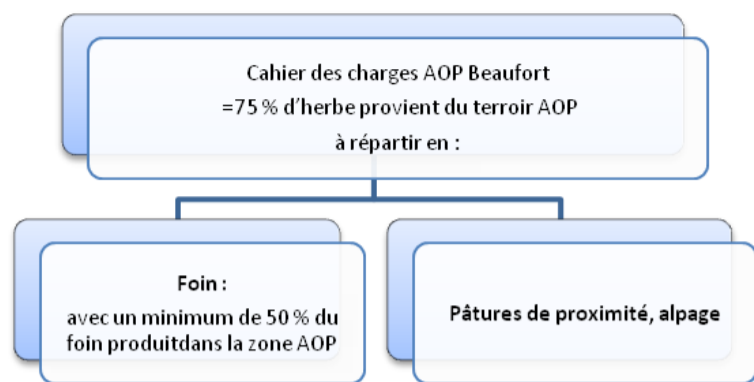 Cahier des charges AOP Beaufort
=75 % d’herbe provient du terroir AOP
à répartir en :
Foin :
avec un minimum de 50 % du
foin produitdans la zone AOP
Pâtures de proximité, alpage